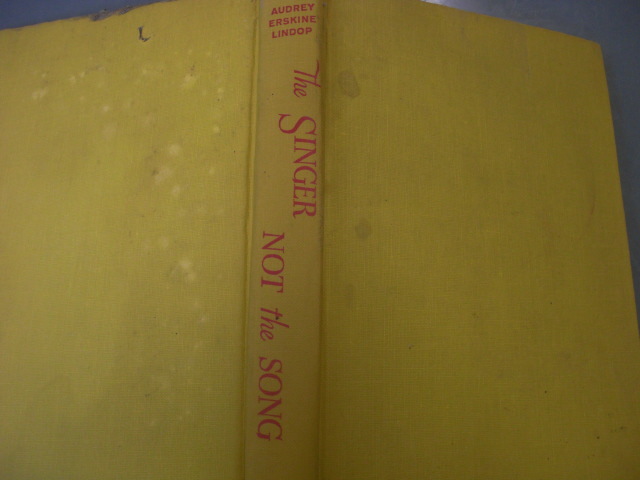 AUDREY
ERSKINE
LINDOP
The SINGER
NOT the SONG